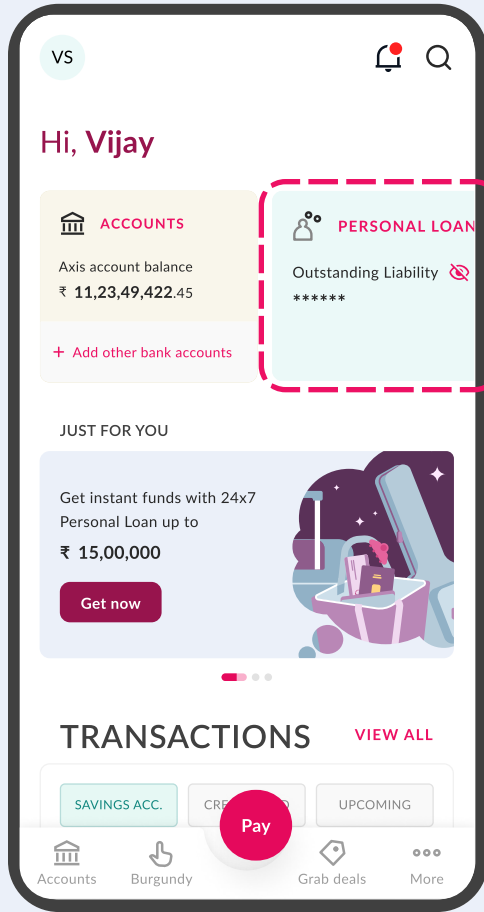 VS
Hi, Vijay
ACCOUNTS
Axis account balance
₹ 11,23,49,422.45
+ Add other bank accounts
PERSONAL LOAN
Outstanding Liability
******
JUST FOR YOU
Get instant funds with 24x7
Personal Loan up to
₹ 15,00,000
Get now
TRANSACTIONS
VIEW ALL
SAVINGS ACC.
UPCOMING
Pay
Accounts
Burgundy
Grab deals
More